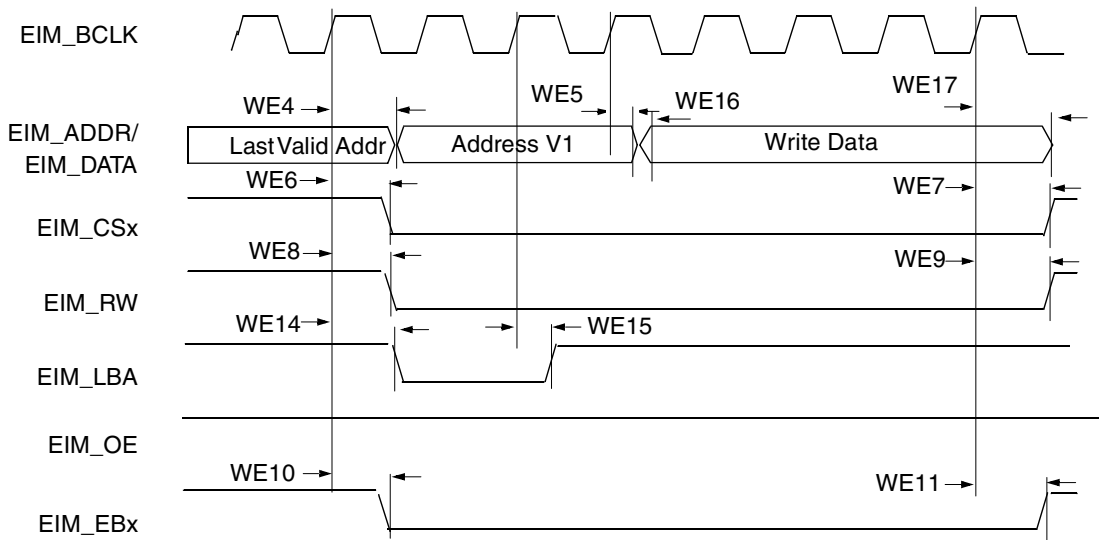 EIM_BCLK
WE4
WE5
WE16
WE17
EIM_ADDR/
EIM_DATA
Last Valid Addr
Address V1
Write Data
WE6
WE7
EIM_CSx
WE8
WE9
EIM_RW
WE14
WE15
EIM_LBA
EIM_OE
WE10
WE11
EIM_EBx